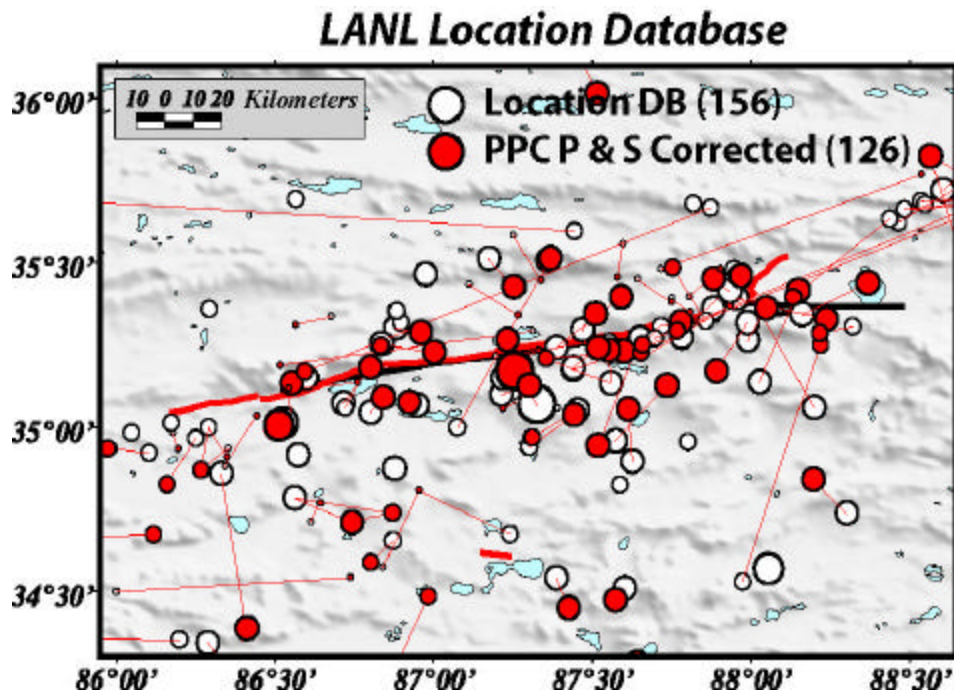 LANL Location Database
10 0 10 20 Kilometers
Location DB (156)
PPC P & S Corrected (126)
36°00'
35°30'
35°00'
34°30'
86°00' 86°30' 87°00' 87°30' 88°00' 88°30'